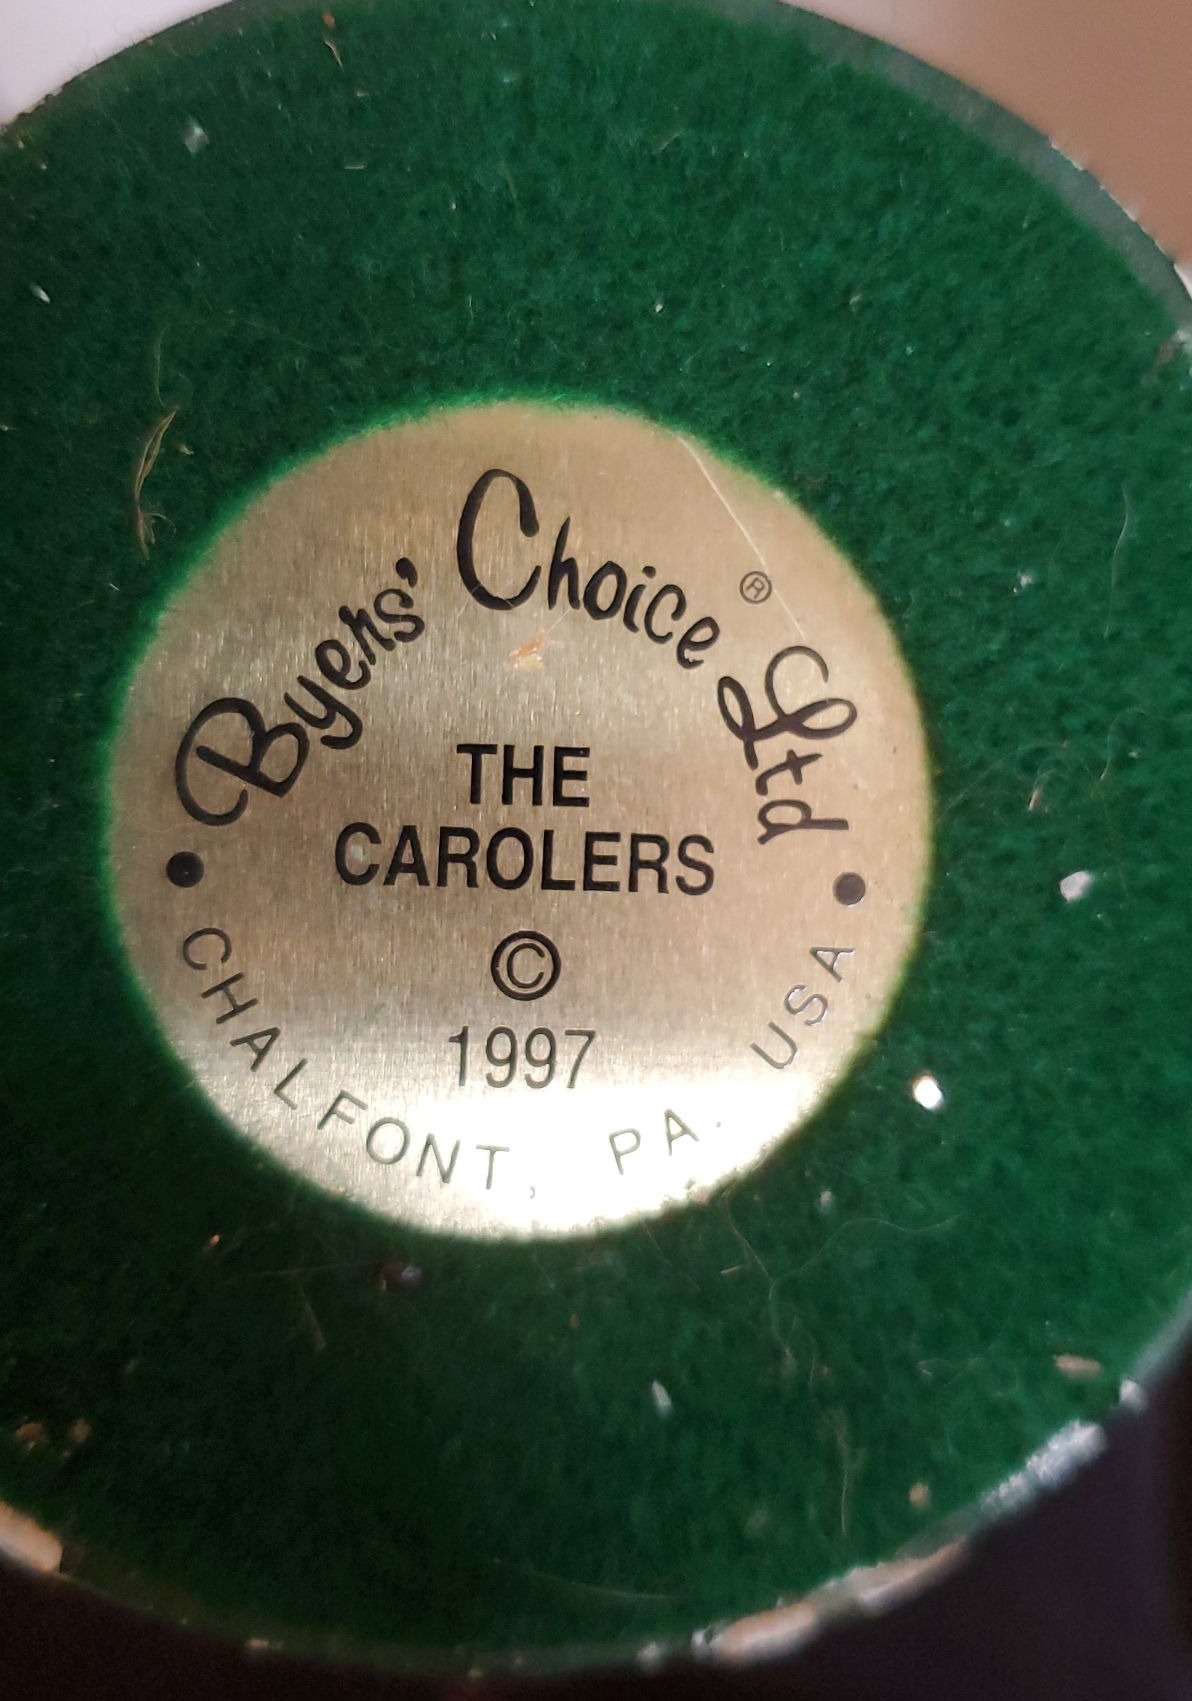 Byers' Choice Ltd ®
THE
CAROLERS
©
1997
CHALFONT, PA. USA